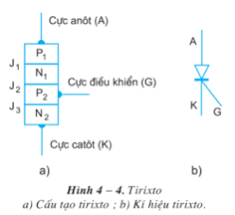 Cực anôt (A)
P1
J1
N1
Cực điều khiển (G)
J2
P2
J3
N2
Cực catôt (K)
A
K
G
a)
b)
Hình 4 – 4. Tirixto
a) Cấu tạo tirixto ; b) Kí hiệu tirixto.